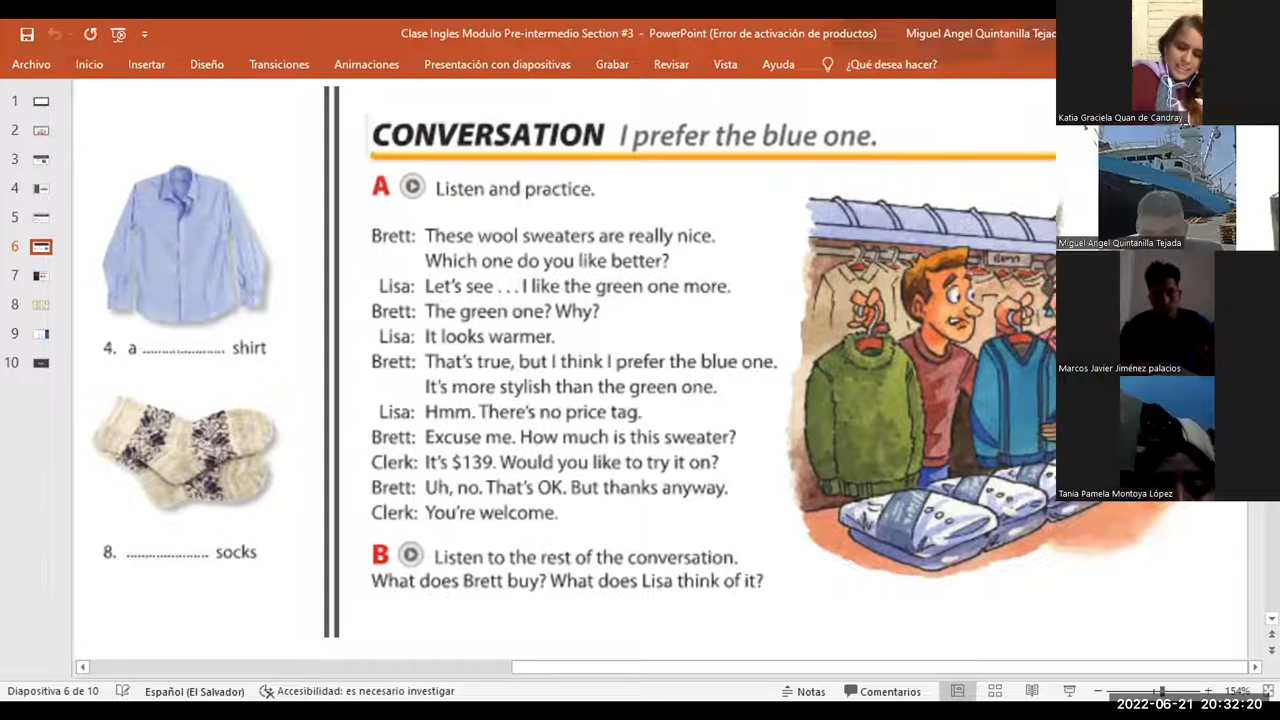 Clase Ingles Modulo Pre-intermedio Section #3 - PowerPoint (Error de activación de productos)
Miguel Angel Quintanilla Tejada
Archivo Inicio Insertar Diseño Transiciones Animaciones Presentación con diapositivas Grabar Revisar Vista Ayuda ¿Qué desea hacer?
1
2
3
4
5
6
7
8
9
10
4. a .................... shirt
8. .................... socks
CONVERSATION I prefer the blue one.
A Listen and practice.
Brett: These wool sweaters are really nice.
Which one do you like better?
Lisa: Let's see . . . I like the green one more.
Brett: The green one? Why?
Lisa: It looks warmer.
Brett: That's true, but I think I prefer the blue one.
It's more stylish than the green one.
Lisa: Hmm. There's no price tag.
Brett: Excuse me. How much is this sweater?
Clerk: It's $139. Would you like to try it on?
Brett: Uh, no. That's OK. But thanks anyway.
Clerk: You're welcome.
B Listen to the rest of the conversation.
What does Brett buy? What does Lisa think of it?
Katia Graciela Quan de Candray
Miguel Angel Quintanilla Tejada
Marcos Javier Jiménez palacios
Tania Pamela Montoya López
Diapositiva 6 de 10 Español (El Salvador) Accesibilidad: es necesario investigar Notas Comentarios 154%
2022-06-21 20:32:20